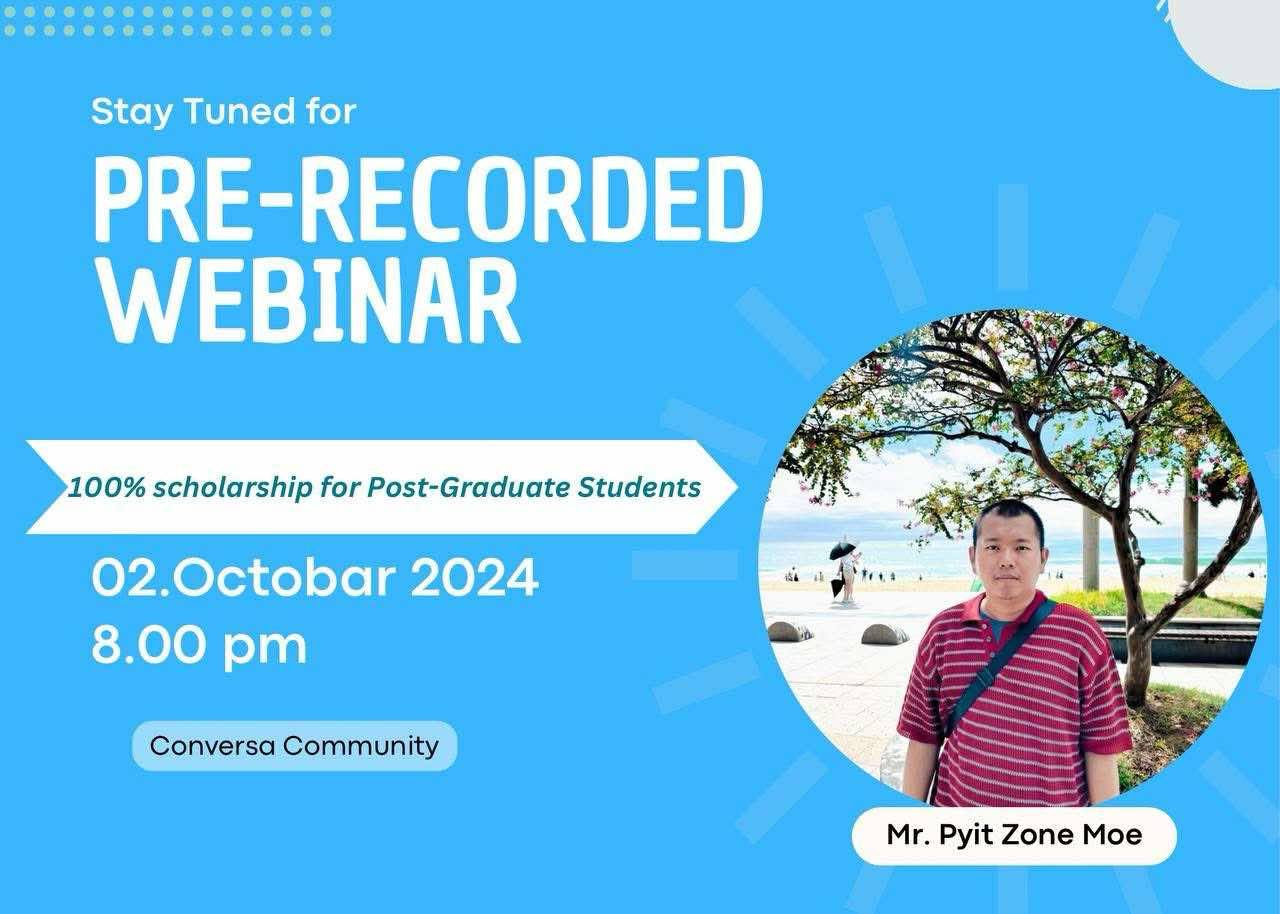 Stay Tuned for
PRE-RECORDED
WEBINAR
100% scholarship for Post-Graduate Students
02.Octobar 2024
8.00 pm
Conversa Community
Mr. Pyit Zone Moe